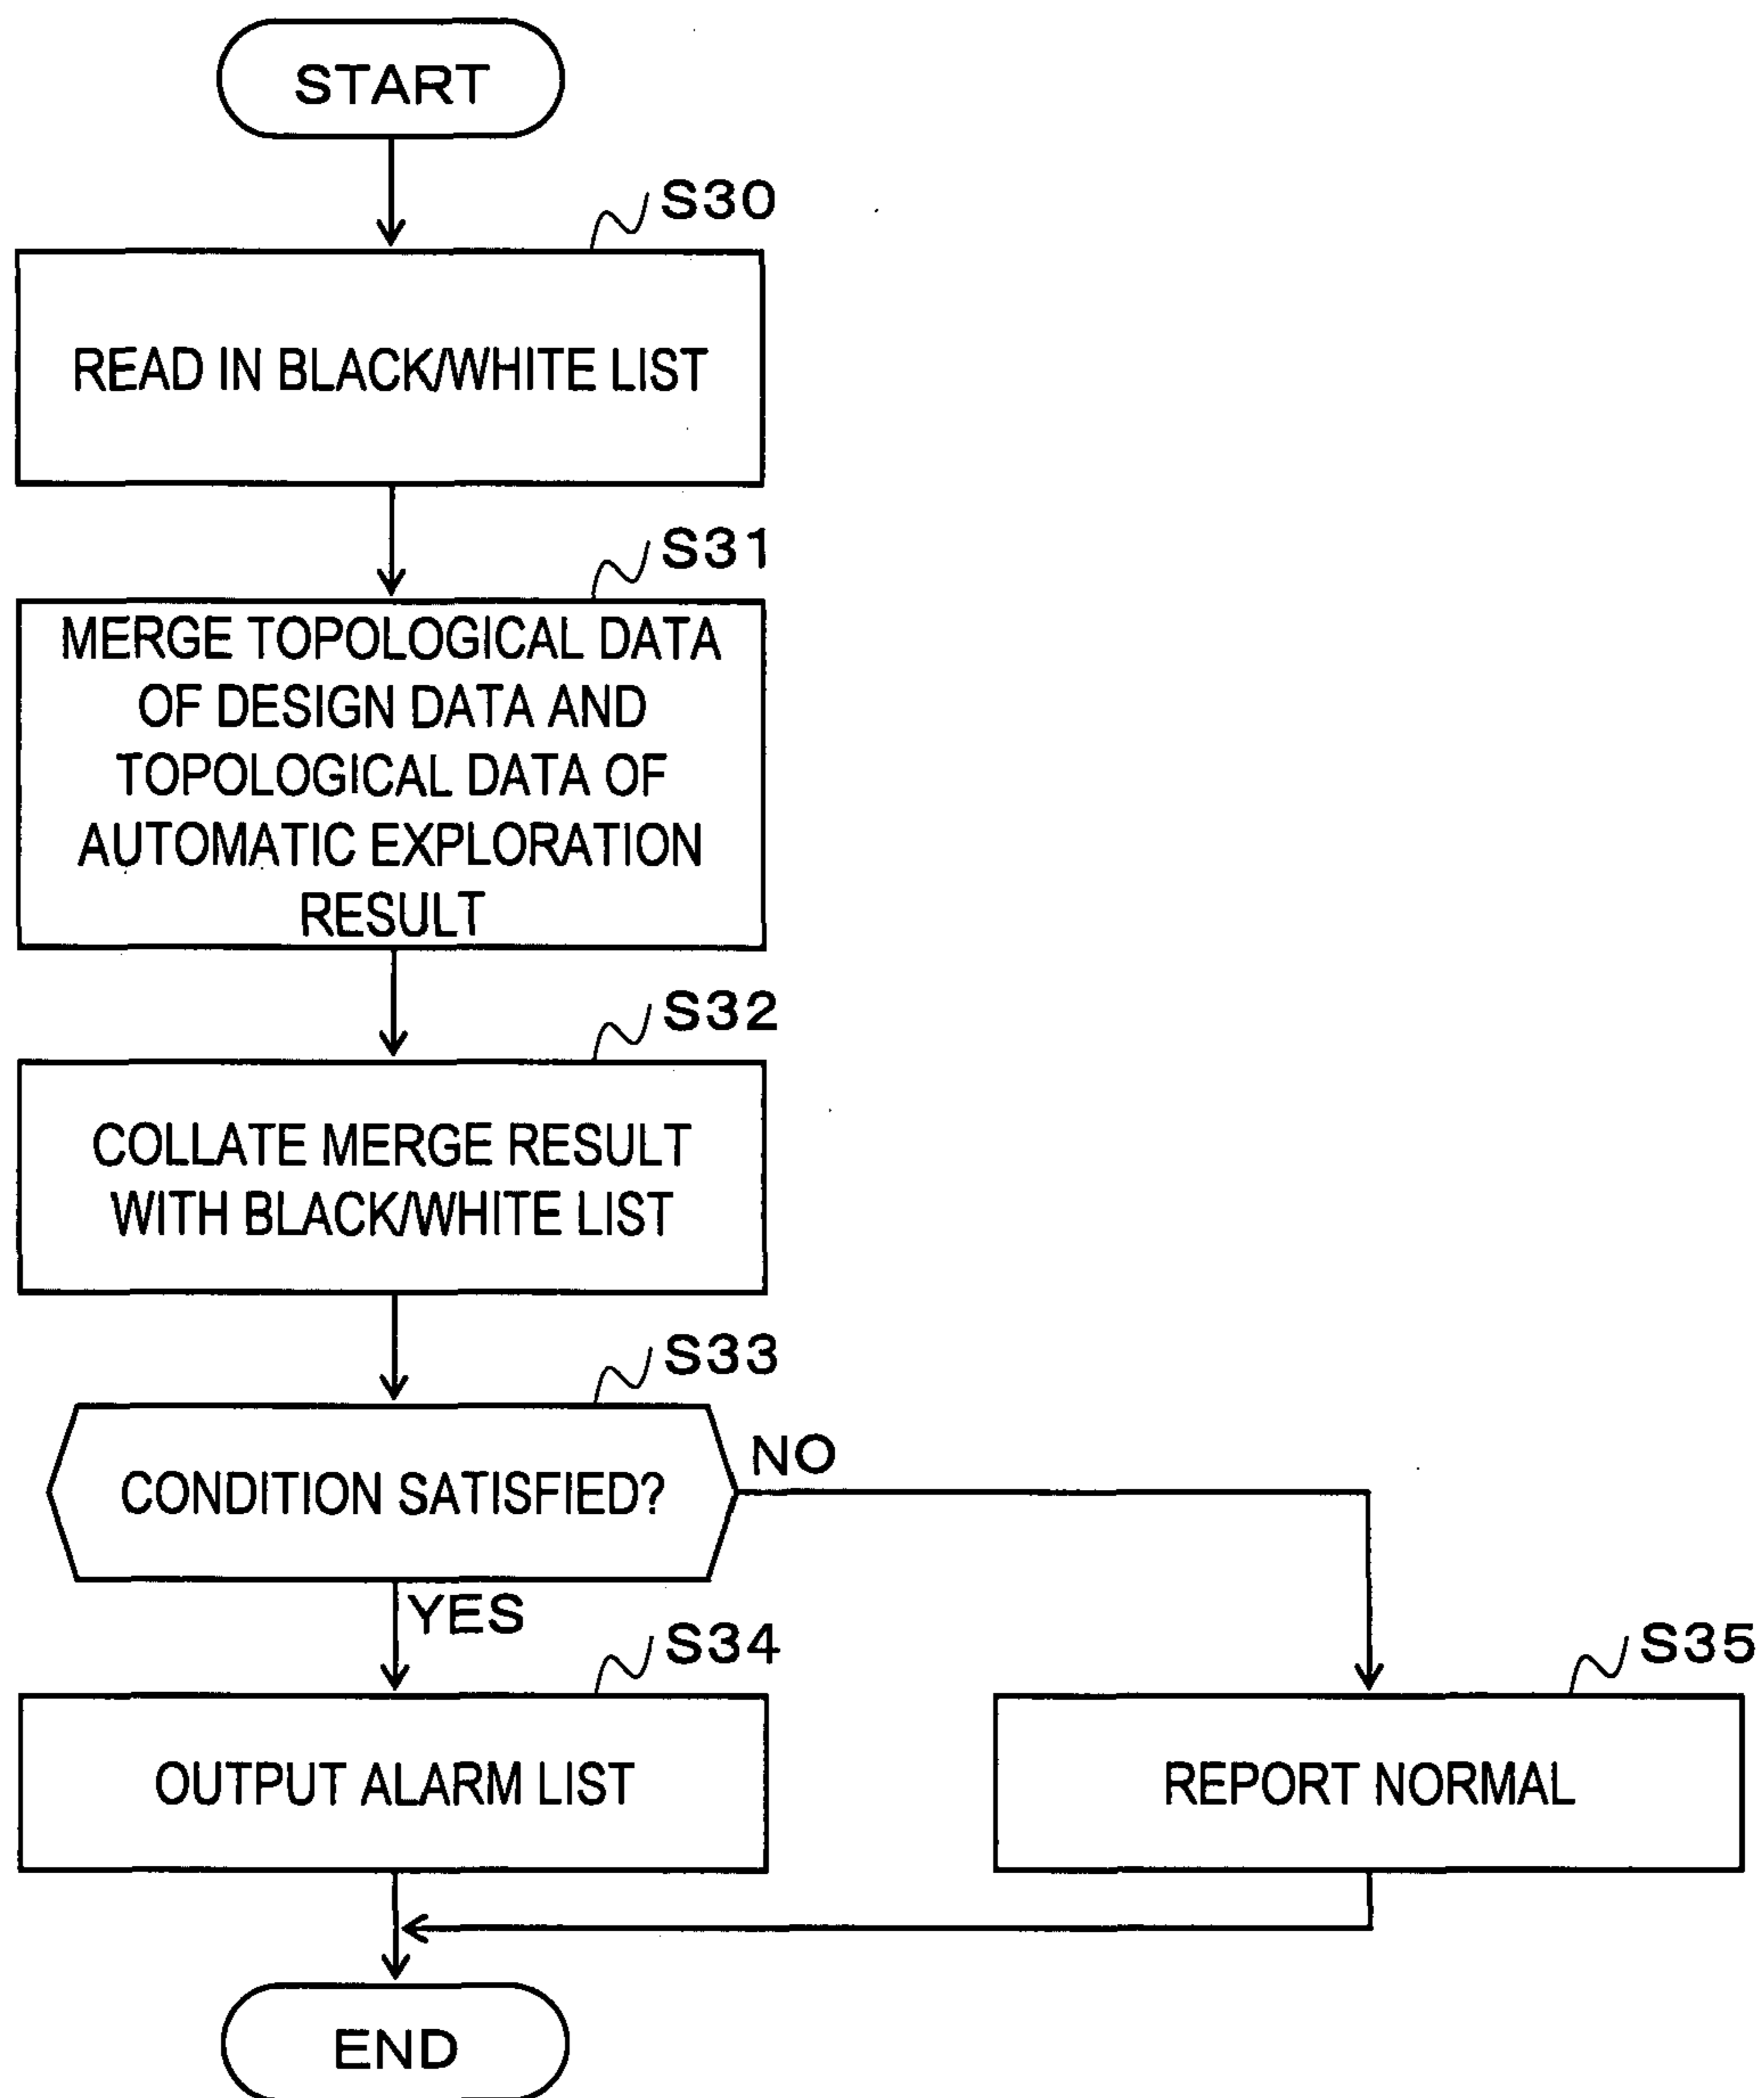 START
S30
READ IN BLACK/WHITE LIST
S31
MERGE TOPOLOGICAL DATA
OF DESIGN DATA AND
TOPOLOGICAL DATA OF
AUTOMATIC EXPLORATION
RESULT
S32
COLLATE MERGE RESULT
WITH BLACK/WHITE LIST
S33
CONDITION SATISFIED?
NO
YES
S34
OUTPUT ALARM LIST
S35
REPORT NORMAL
END